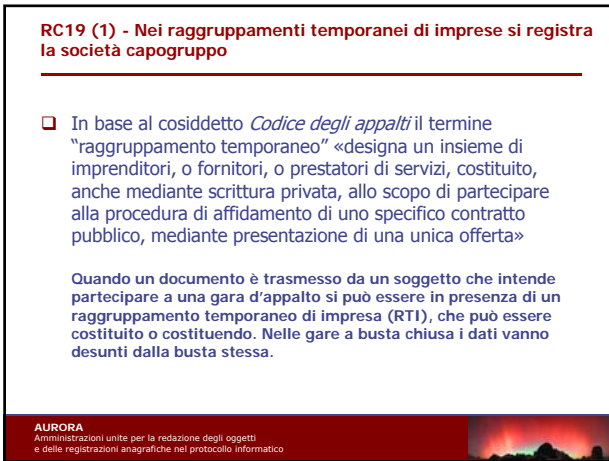 RC19 (1) - Nei raggruppamenti temporanei di imprese si registra
la società capogruppo
In base al cosiddetto Codice degli appalti il termine
“raggruppamento temporaneo” «designa un insieme di
imprenditori, o fornitori, o prestatori di servizi, costituito,
anche mediante scrittura privata, allo scopo di partecipare
alla procedura di affidamento di uno specifico contratto
pubblico, mediante presentazione di una unica offerta»
Quando un documento è trasmesso da un soggetto che intende
partecipare a una gara d’appalto si può essere in presenza di un
raggruppamento temporaneo di impresa (RTI), che può essere
costituito o costituendo. Nelle gare a busta chiusa i dati vanno
desunti dalla busta stessa.
AURORA
Amministrazioni unite per la redazione degli oggetti
e delle registrazioni anagrafiche nel protocollo informatico